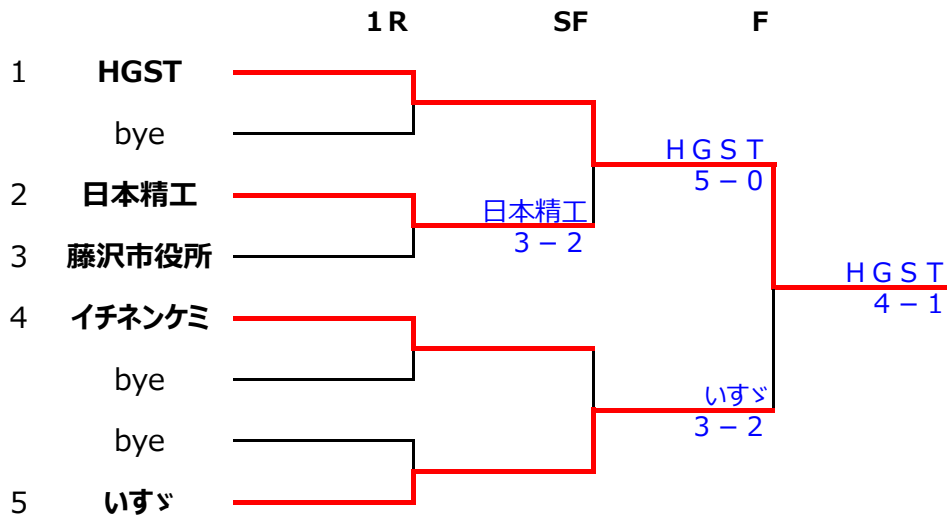 1R SF F
1 HGST
bye
HGST
5－0
2 日本精工
日本精工
3－2
3 藤沢市役所
HGST
4－1
4 イチネンケミ
bye
いすゞ
3－2
bye
5 いすゞ